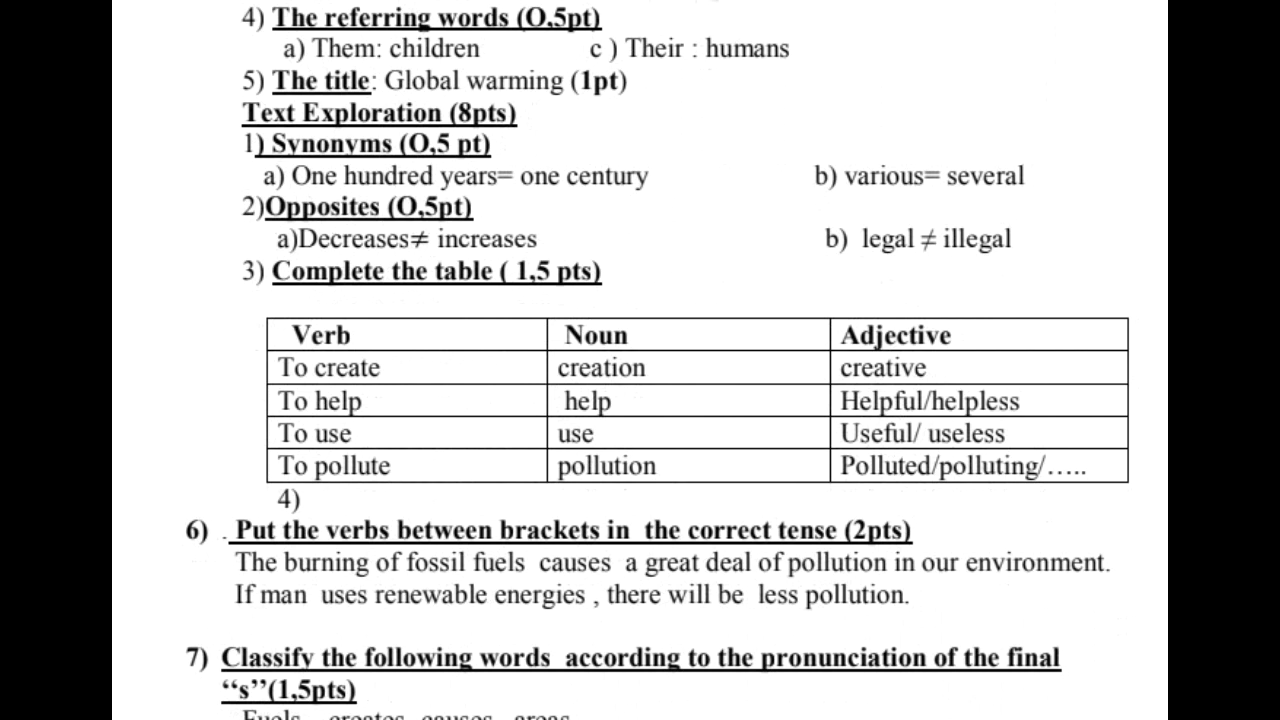 4) The referring words (O,5pt)
a) Them: children c ) Their : humans
5) The title: Global warming (1pt)
Text Exploration (8pts)
1) Synonyms (O,5 pt)
a) One hundred years= one century b) various= several
2)Opposites (O,5pt)
a)Decreases≠ increases b) legal ≠ illegal
3) Complete the table ( 1,5 pts)
Verb Noun Adjective
To create creation creative
To help help Helpful/helpless
To use use Useful/ useless
To pollute pollution Polluted/polluting/…..
4)
6) . Put the verbs between brackets in the correct tense (2pts)
The burning of fossil fuels causes a great deal of pollution in our environment.
If man uses renewable energies , there will be less pollution.
7) Classify the following words according to the pronunciation of the final
‘‘s’’(1,5pts)
Fuels creates causes areas